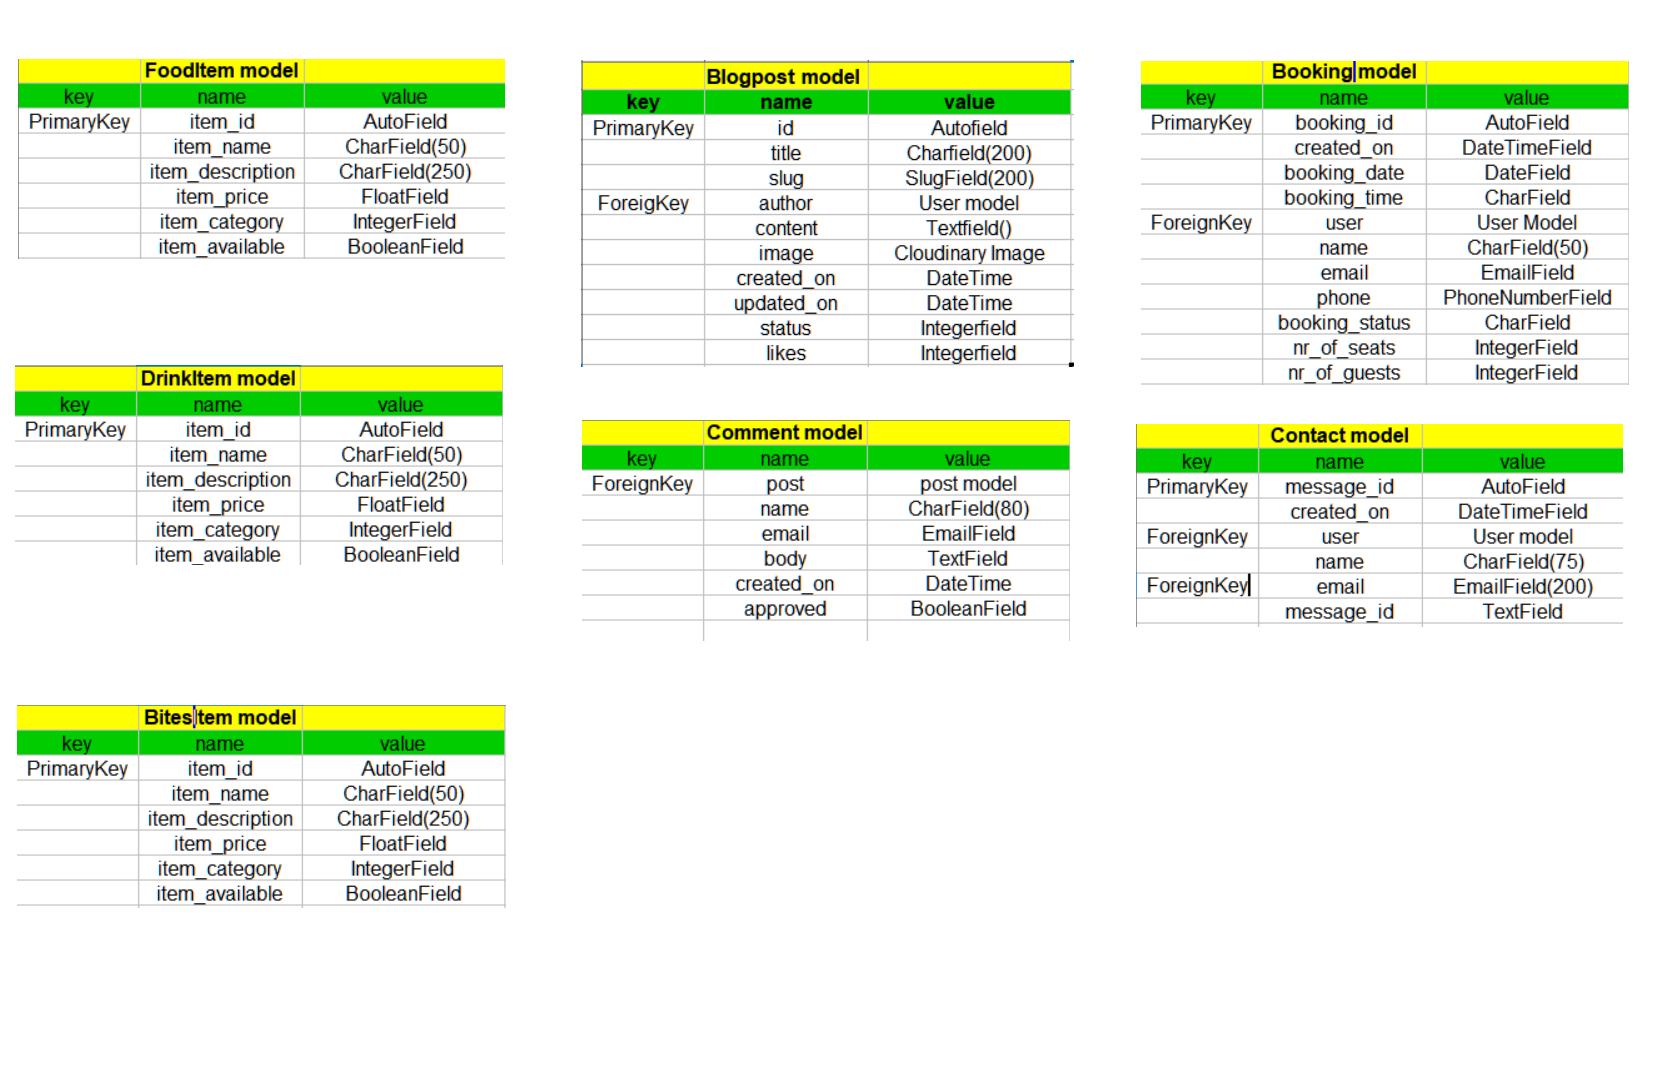 FoodItem model
key name value
PrimaryKey item_id AutoField
item_name CharField(50)
item_description CharField(250)
item_price FloatField
item_category IntegerField
item_available BooleanField
DrinkItem model
key name value
PrimaryKey item_id AutoField
item_name CharField(50)
item_description CharField(250)
item_price FloatField
item_category IntegerField
item_available BooleanField
BitesItem model
key name value
PrimaryKey item_id AutoField
item_name CharField(50)
item_description CharField(250)
item_price FloatField
item_category IntegerField
item_available BooleanField
Blogpost model
key name value
PrimaryKey id Autofield
title Charfield(200)
slug SlugField(200)
ForeigKey author User model
content Textfield()
image Cloudinary Image
created_on DateTime
updated_on DateTime
status Integerfield
likes Integerfield
Comment model
key name value
ForeignKey post post model
name CharField(80)
email EmailField
body TextField
created_on DateTime
approved BooleanField
Booking model
key name value
PrimaryKey booking_id AutoField
created_on DateTimeField
booking_date DateField
booking_time CharField
ForeignKey user User Model
name CharField(50)
email EmailField
phone PhoneNumberField
booking_status CharField
nr_of_seats IntegerField
nr_of_guests IntegerField
Contact model
key name value
PrimaryKey message_id AutoField
created_on DateTimeField
ForeignKey user User model
name CharField(75)
ForeignKey email EmailField(200)
message_id TextField